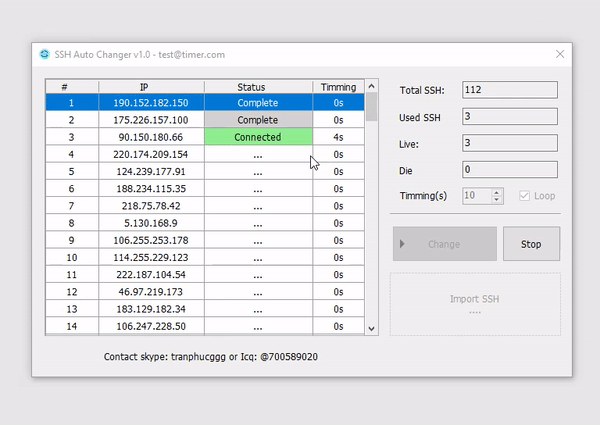 SSH Auto Changer v1.0 - test@timer.com
# IP Status Timming
1 190.152.182.150 Complete 0s
2 175.226.157.100 Complete 0s
3 90.150.180.66 Connected 4s
4 220.174.209.154 ... 0s
5 124.239.177.91 ... 0s
6 188.234.115.35 ... 0s
7 218.75.78.42 ... 0s
8 5.130.168.9 ... 0s
9 106.255.253.178 ... 0s
10 114.255.229.123 ... 0s
11 222.187.104.54 ... 0s
12 46.97.219.173 ... 0s
13 183.129.182.34 ... 0s
14 106.247.228.50 ... 0s
Total SSH: 112
Used SSH 3
Live: 3
Die 0
Timming(s) 10 Loop
Change Stop
Import SSH
....
Contact skype: tranphucggg or Icq: @700589020